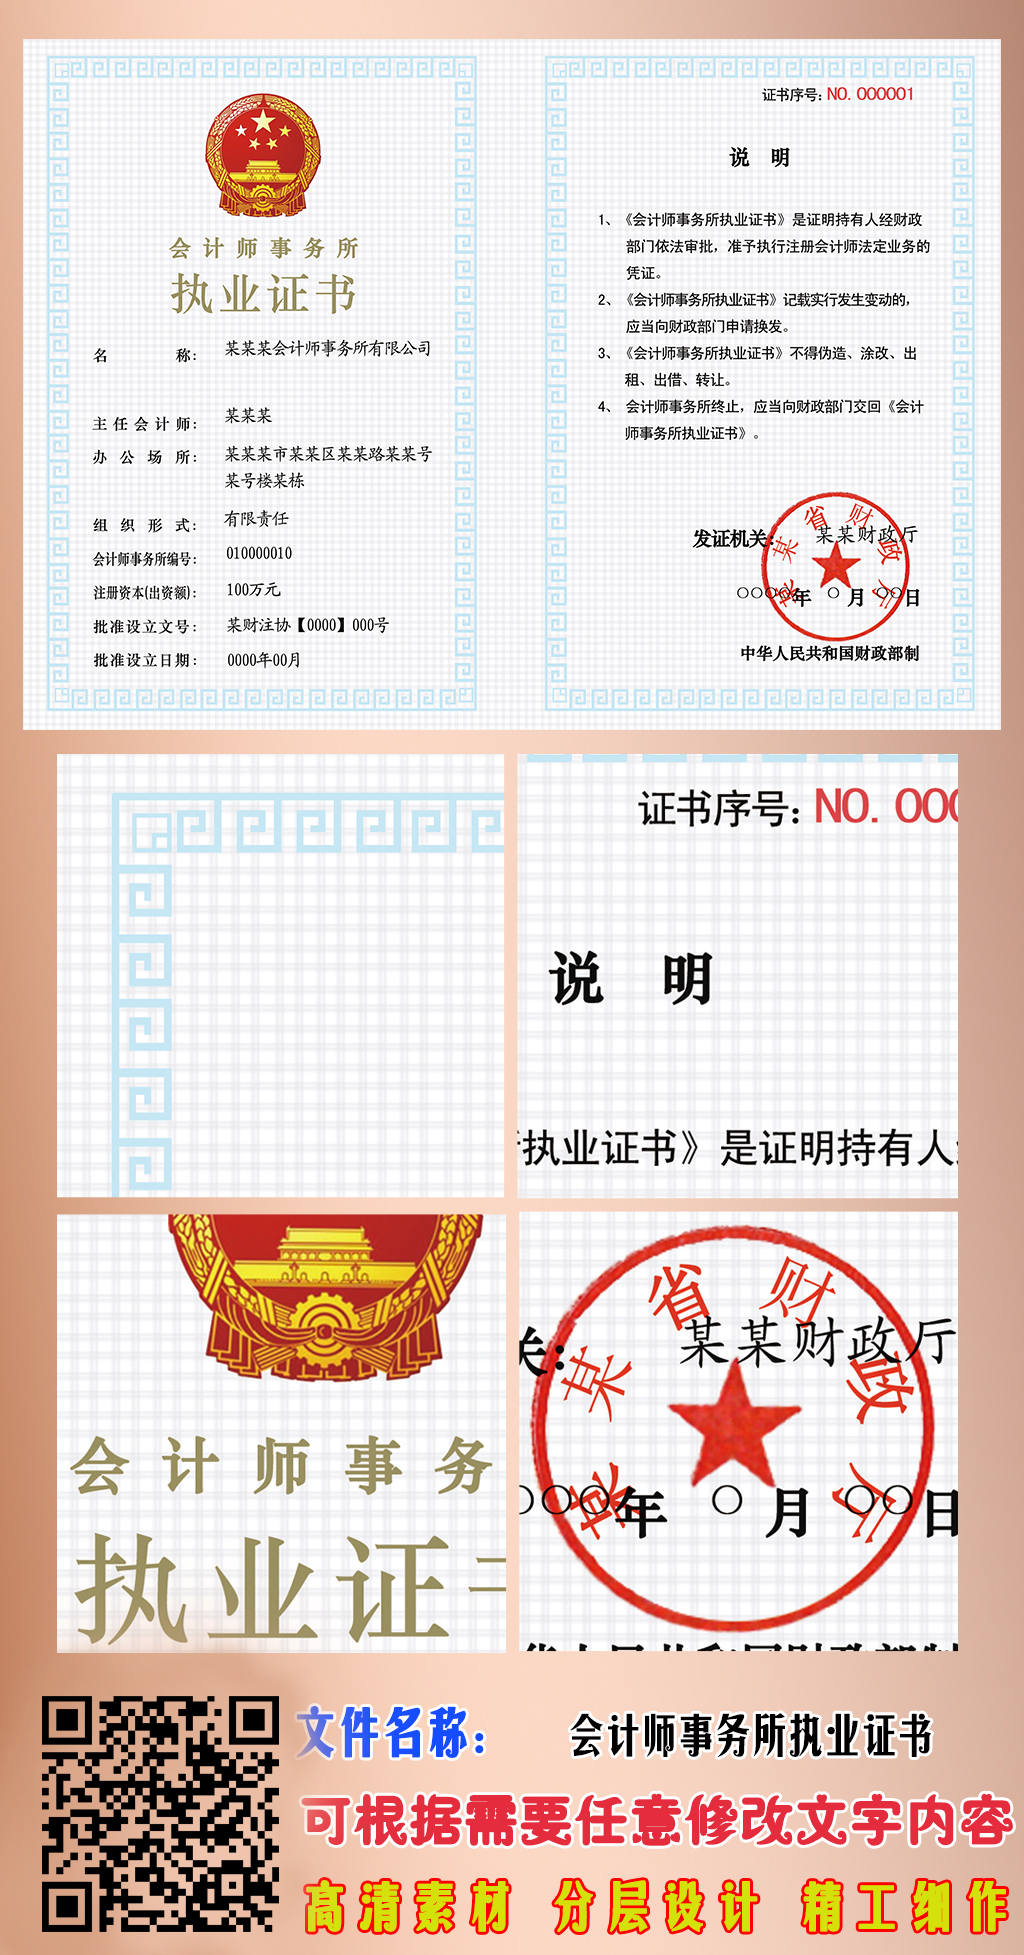 会计师事务所
执业证书
名称：某某某会计师事务所有限公司
主任会计师：某某某
办公场所：某某某市某某区某某路某某号
某号楼某栋
组织形式：有限责任
会计师事务所编号：010000010
注册资本(出资额)：100万元
批准设立文号：某财注协【0000】000号
批准设立日期：0000年00月
证书序号：NO. 000001
说 明
1、《会计师事务所执业证书》是证明持有人经财政
部门依法审批，准予执行注册会计师法定业务的
凭证。
2、《会计师事务所执业证书》记载实行发生变动的，
应当向财政部门申请换发。
3、《会计师事务所执业证书》不得伪造、涂改、出
租、出借、转让。
4、会计师事务所终止，应当向财政部门交回《会计
师事务所执业证书》。
发证机关：某某财政厅
某某省财政厅
○○○○年 ○ 月 ○○日
中华人民共和国财政部制
证书序号：NO. 000
说 明
执业证书》是证明持有人
会计师事务
执业证
关：某某财政厅
某某省财政厅
○○○年 ○ 月 ○○日
华人民共和国财政部制
文件名称： 会计师事务所执业证书
可根据需要任意修改文字内容
高清素材 分层设计 精工细作